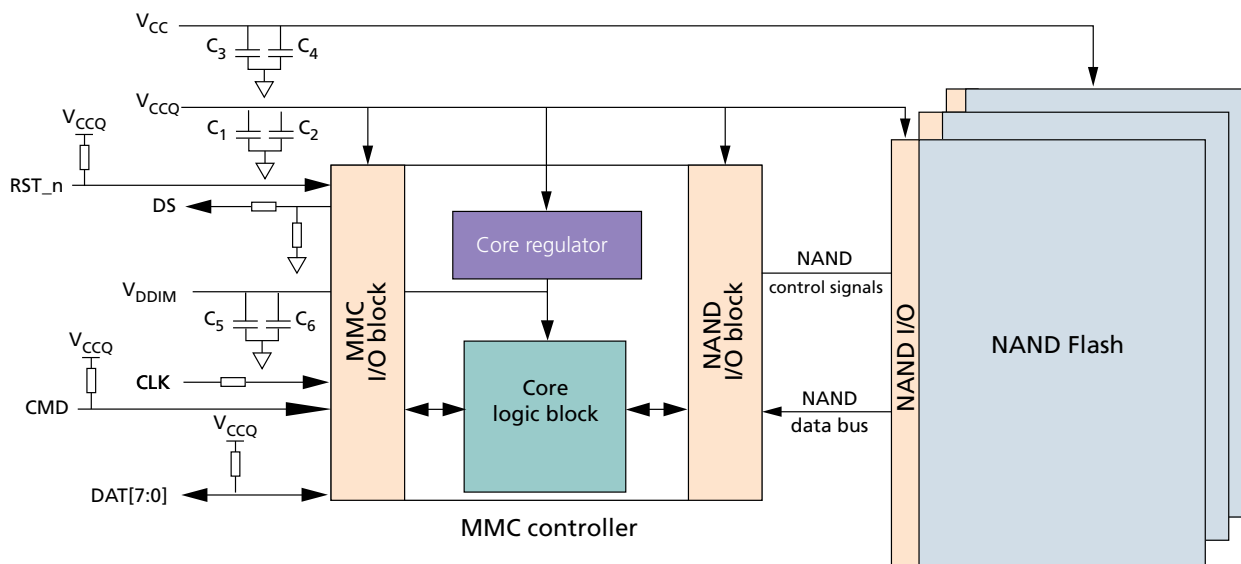 VCC
C3
C4
VCCQ
VCCQ
C1
C2
RST_n
DS
Core regulator
NAND
control signals
VDDIM
C5
C6
MMC
I/O block
NAND
I/O block
NAND I/O
NAND Flash
VCCQ
CLK
Core
logic block
CMD
NAND
data bus
VCCQ
DAT[7:0]
MMC controller